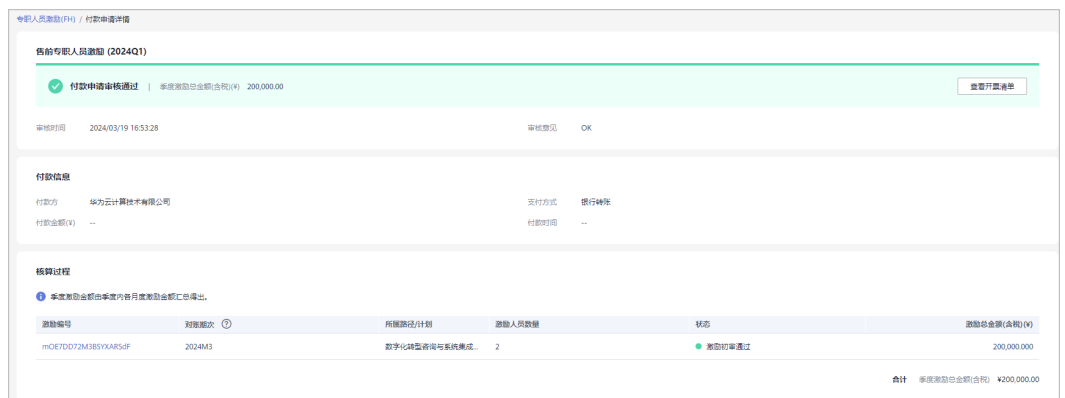 专职人员激励(FH) / 付款申请详情
售前专职人员激励 (2024Q1)
付款申请审核通过 | 季度激励总金额(含税)(¥) 200,000.00 查看开票清单
审核时间 2024/03/19 16:53:28 审核意见 OK
付款信息
付款方 华为云计算技术有限公司 支付方式 银行转账
付款金额(¥) -- 付款时间 --
核算过程
季度激励金额由季度内各月度激励金额汇总得出。
激励编号 对账期次 所属路径/计划 激励人员数量 状态 激励总金额(含税)(¥)
mOE7DD72M3BSYXAR5dF 2024M3 数字化转型咨询与系统集成... 2 激励初审通过 200,000.000
合计 季度激励总金额(含税) ¥200,000.00